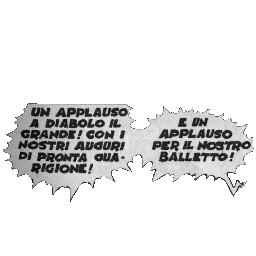 UN APPLAUSO
A DIABOLO IL
GRANDE! CON I
NOSTRI AUGURI
DI PRONTA GUA-
RIGIONE!
E UN
APPLAUSO
PER IL NOSTRO
BALLETTO!